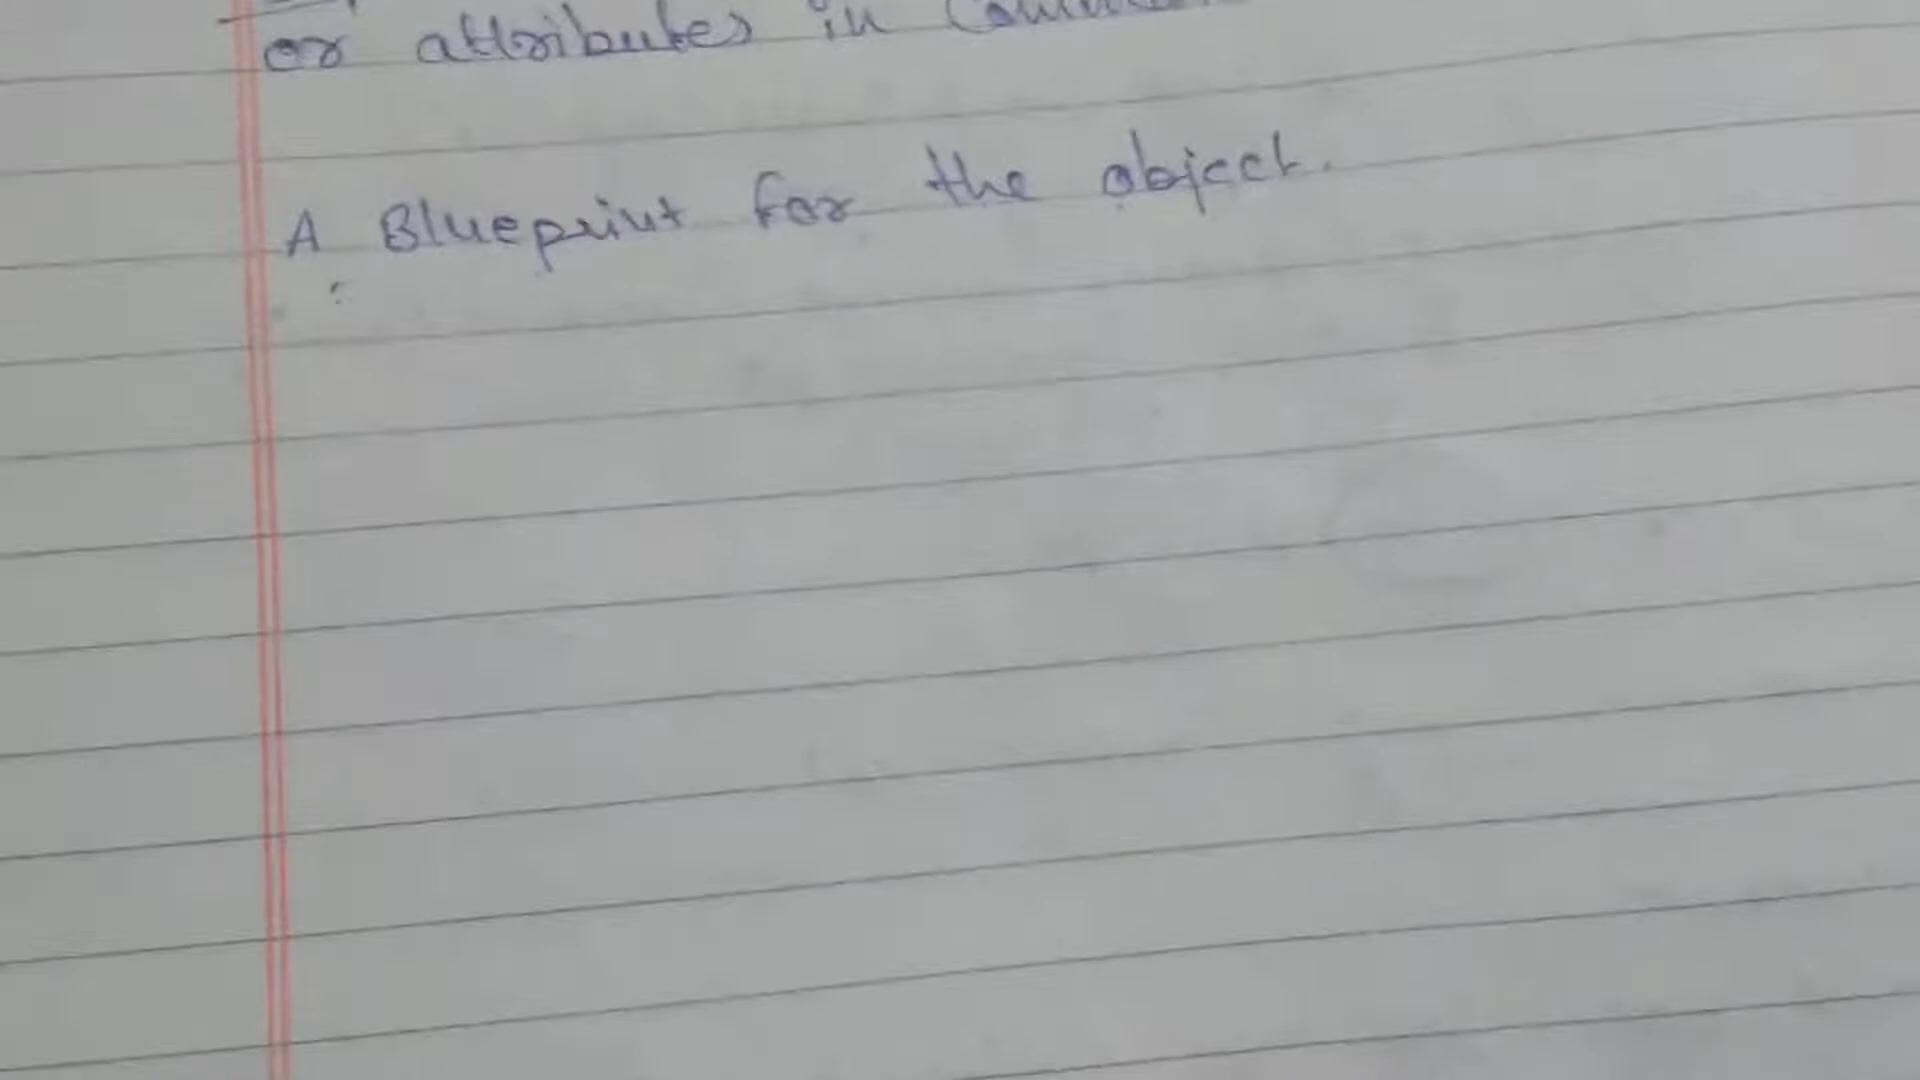 or attributes in
A Blueprint for the object.